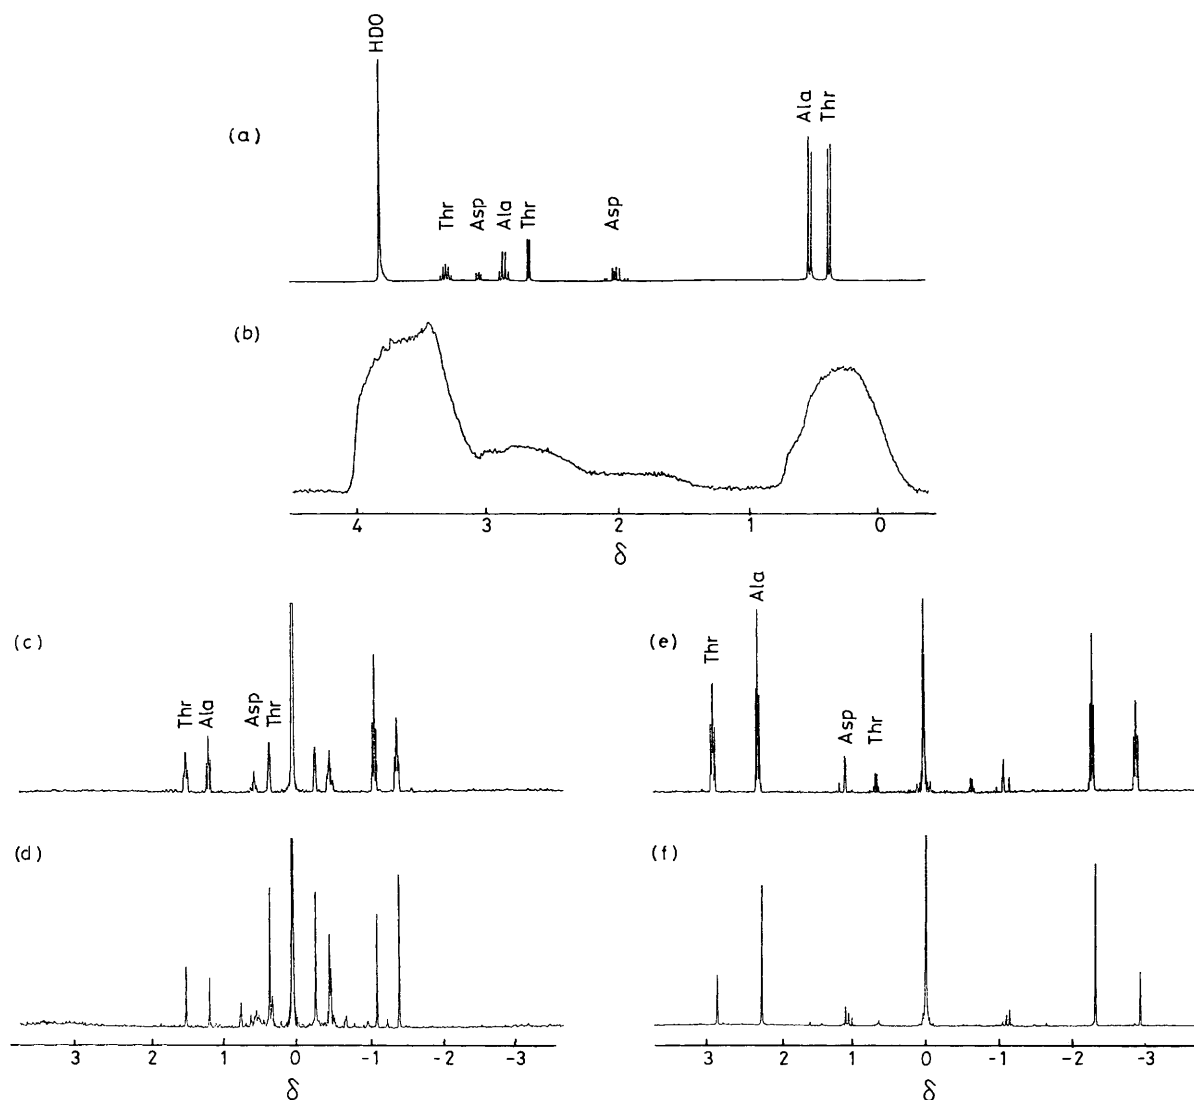 HDO
(a)
Thr
Asp
Ala
Thr
Asp
Ala
Thr
(b)
4 3 2 1 0
δ
(c)
Thr
Ala
Asp
Thr
(d)
3 2 1 0 -1 -2 -3
δ
(e)
Thr
Ala
Asp
Thr
(f)
3 2 1 0 -1 -2 -3
δ